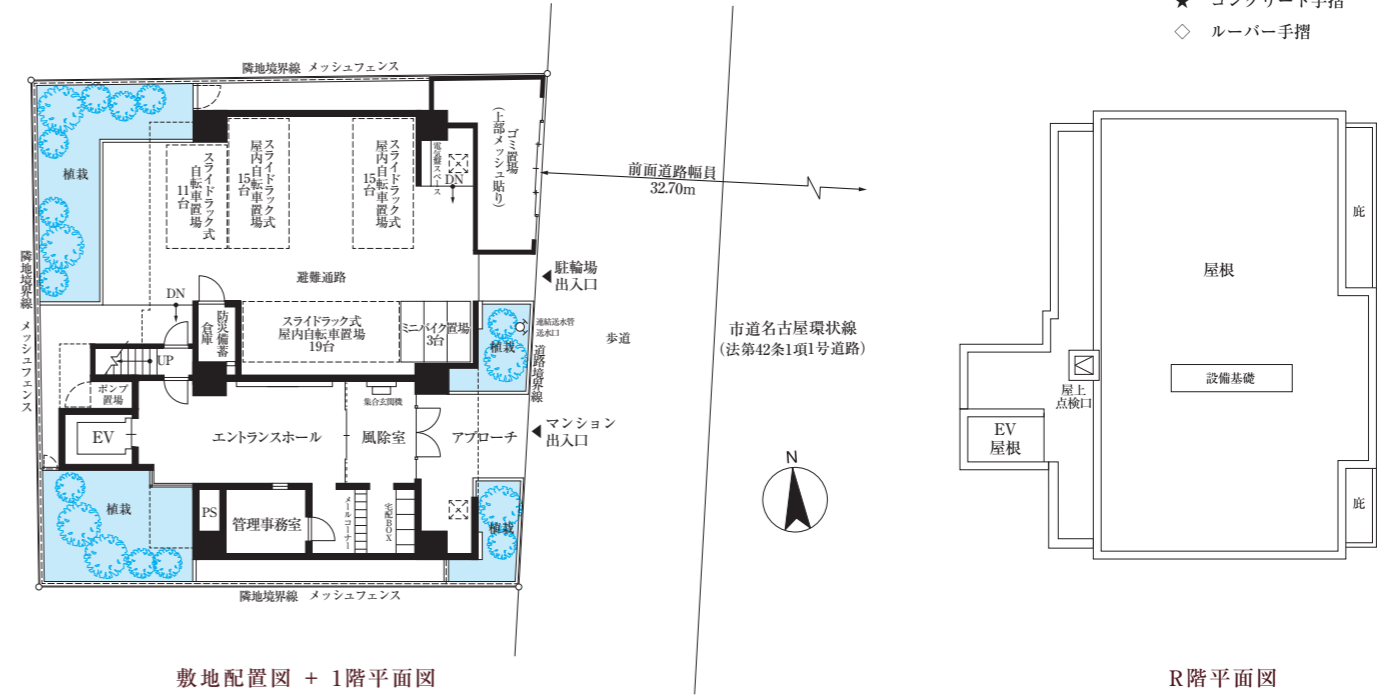 ★ コンクリート手摺
◇ ルーバー手摺
隣地境界線 メッシュフェンス
植栽
スライドラック式
自転車置場
11台
スライドラック式
屋内自転車置場
15台
スライドラック式
屋内自転車置場
15台
電気盤スペース
DN
ゴミ置場
(上部メッシュ貼り)
前面道路幅員
32.70m
隣地境界線 メッシュフェンス
避難通路
駐輪場
出入口
DN
防災備蓄
倉庫
スライドラック式
屋内自転車置場
19台
ミニバイク置場
3台
植栽
連結送水管
送水口
道路境界線
歩道
市道名古屋環状線
(法第42条1項1号道路)
UP
ポンプ
置場
EV
エントランスホール
集合玄関機
風除室
アプローチ
マンション
出入口
N
植栽
PS
管理事務室
メールコーナー
宅配BOX
植栽
隣地境界線 メッシュフェンス
敷地配置図 + 1階平面図
庇
屋根
屋上
点検口
設備基礎
EV
屋根
庇
R階平面図